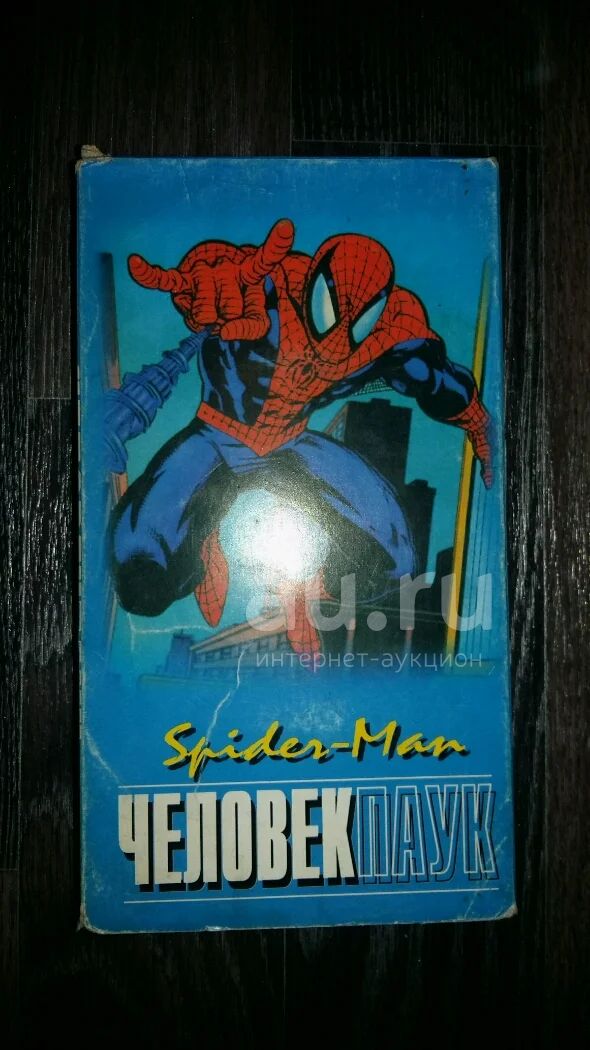 au.ru
интернет-аукцион
Spider-Man
ЧЕЛОВЕКПАУК